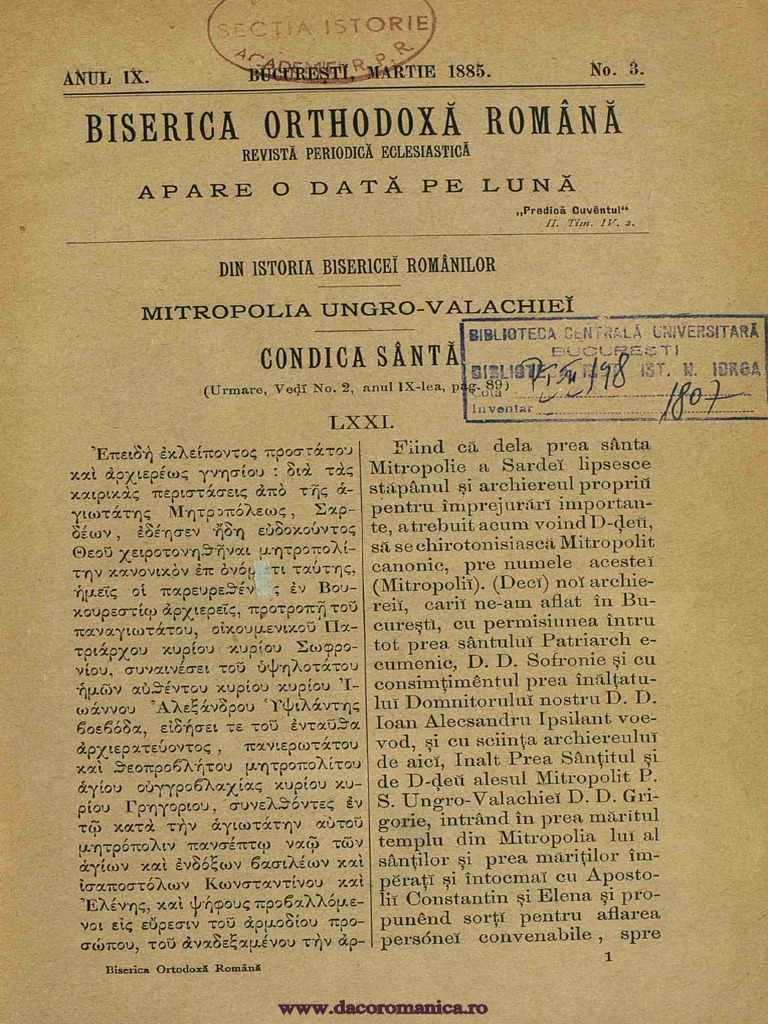 SECTIA ISTORIE
ACADEMIEI R.P.R.
ANUL IX.
BUCUREȘTI, MARTIE 1885.
No. 3.
BISERICA ORTHODOXĂ ROMÂNĂ
REVISTĂ PERIODICĂ ECLESIASTICĂ
APARE O DATĂ PE LUNĂ
„Predică Cuvêntul“
II. Tim. IV. 2.
DIN ISTORIA BISERICEĬ ROMÂNILOR
MITROPOLIA UNGRO-VALACHIEĬ
CONDICA SÂNTĂ
(Urmare, Vedĭ No. 2, anul IX-lea, pag. 89)
BIBLIOTECA CENTRALĂ UNIVERSITARĂ
BUCUREȘTI
IST. N. IORGA
Cota
Inventar 1807
LXXI.
Ἐπειδὴ ἐκλείποντος προστάτου
καὶ ἀρχιερέως γνησίου : διὰ τὰς
καιρικὰς περιστάσεις ἀπὸ τῆς ἁ-
γιωτάτης Μητροπόλεως, Σαρ-
δέων, ἐδέησεν ἤδη εὐδοκοῦντος
Θεοῦ χειροτονηθῆναι μητροπολί-
την κανονικὸν ἐπ ταύτης,
ἡμεῖς οἱ ἐν Βου-
κουρεστίῳ ἀρχιερεῖς, προτροπῇ τοῦ
παναγιωτάτου, οἰκουμενικοῦ Πα-
τριάρχου κυρίου κυρίου Σωφρο-
νίου, συναινέσει τοῦ ὑψηλοτάτου
ἡμῶν αὐθέντου κυρίου κυρίου Ἰ-
ωάννου Ἀλεξάνδρου Ὑψιλάντης
βοεβόδα, εἰδήσει τε τοῦ ἐνταῦθα
ἀρχιερατεύοντος , πανιερωτάτου
καὶ θεοπροβλήτου μητροπολίτου
ἁγίου οὐγγροβλαχίας κυρίου κυ-
ρίου Γρηγορίου, συνελθόντες ἐν
τῷ κατὰ τὴν ἁγιωτάτην αὐτοῦ
μητρόπολιν πανσέπτῳ ναῷ τῶν
ἁγίων καὶ ἐνδόξων βασιλέων καὶ
ἰσαποστόλων Κωνσταντίνου καὶ
Ἑλένης, καὶ ψήφους προβαλλόμε-
νοι εἰς εὕρεσιν τοῦ ἁρμοδίου προ-
σώπου, τοῦ ἀναδεξαμένου τὴν ἀρ-
Fiind că dela prea sânta
Mitropolie a Sardeĭ lipsesce
stăpânul și archiereul propriŭ
pentru împrejurărĭ importan-
te, a trebuit acum voind D-ḑeŭ,
să se chirotonisiască Mitropolit
canonic, pre numele acesteĭ
(Mitropoliĭ). (Decĭ) noĭ archie-
reiĭ, cariĭ ne-am aflat în Bu-
curești, cu permisiunea întru
tot prea sântuluĭ Patriarch e-
cumenic, D. D. Sofronie și cu
consimțimêntul prea înălțatu-
luĭ Domnitoruluĭ nostru D. D.
Ioan Alecsandru Ipsilant voe-
vod, și cu sciința archiereuluĭ
de aicĭ, Inalt Prea Sântitul și
de D-ḑeŭ alesul Mitropolit P.
S. Ungro-Valachieĭ D. D. Gri-
gorie, intrând în prea măritul
templu din Mitropolia luĭ al
sânților și prea măriților îm-
pĕrațĭ și întocmaĭ cu Aposto-
liĭ Constantin și Elena și pro-
punênd sorțĭ pentru aflarea
persóneĭ convenabile , spre
Biserica Ortodoxă Română
1
www.dacoromanica.ro